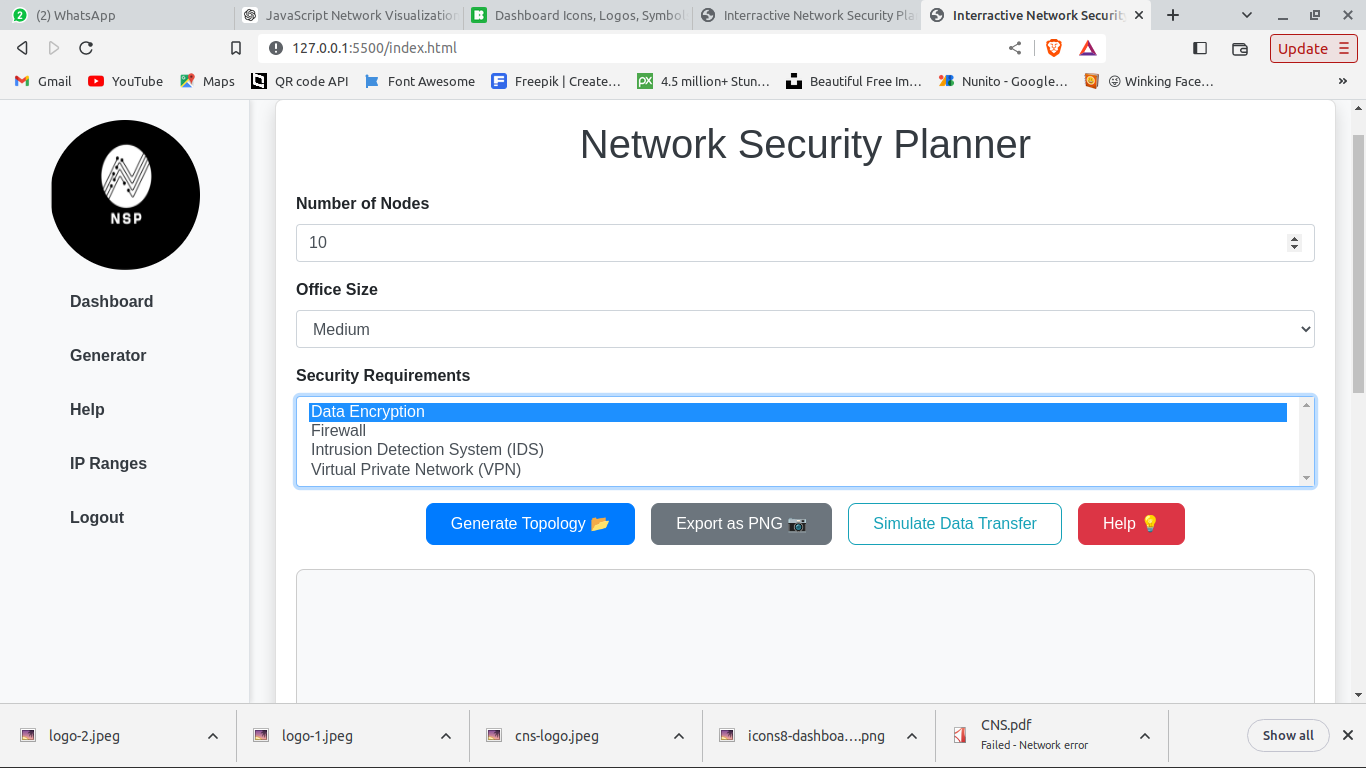 (2) WhatsApp
JavaScript Network Visualization
Dashboard Icons, Logos, Symbol
Interractive Network Security Pla
Interractive Network Security
127.0.0.1:5500/index.html
Update
Gmail
YouTube
Maps
QR code API
Font Awesome
Freepik | Create…
4.5 million+ Stun…
Beautiful Free Im…
Nunito - Google…
😜 Winking Face…
»
NSP
Dashboard
Generator
Help
IP Ranges
Logout
Network Security Planner
Number of Nodes
10
Office Size
Medium
Security Requirements
Data Encryption
Firewall
Intrusion Detection System (IDS)
Virtual Private Network (VPN)
Generate Topology 📂
Export as PNG 📷
Simulate Data Transfer
Help 💡
logo-2.jpeg
logo-1.jpeg
cns-logo.jpeg
icons8-dashboa….png
CNS.pdf
Failed - Network error
Show all